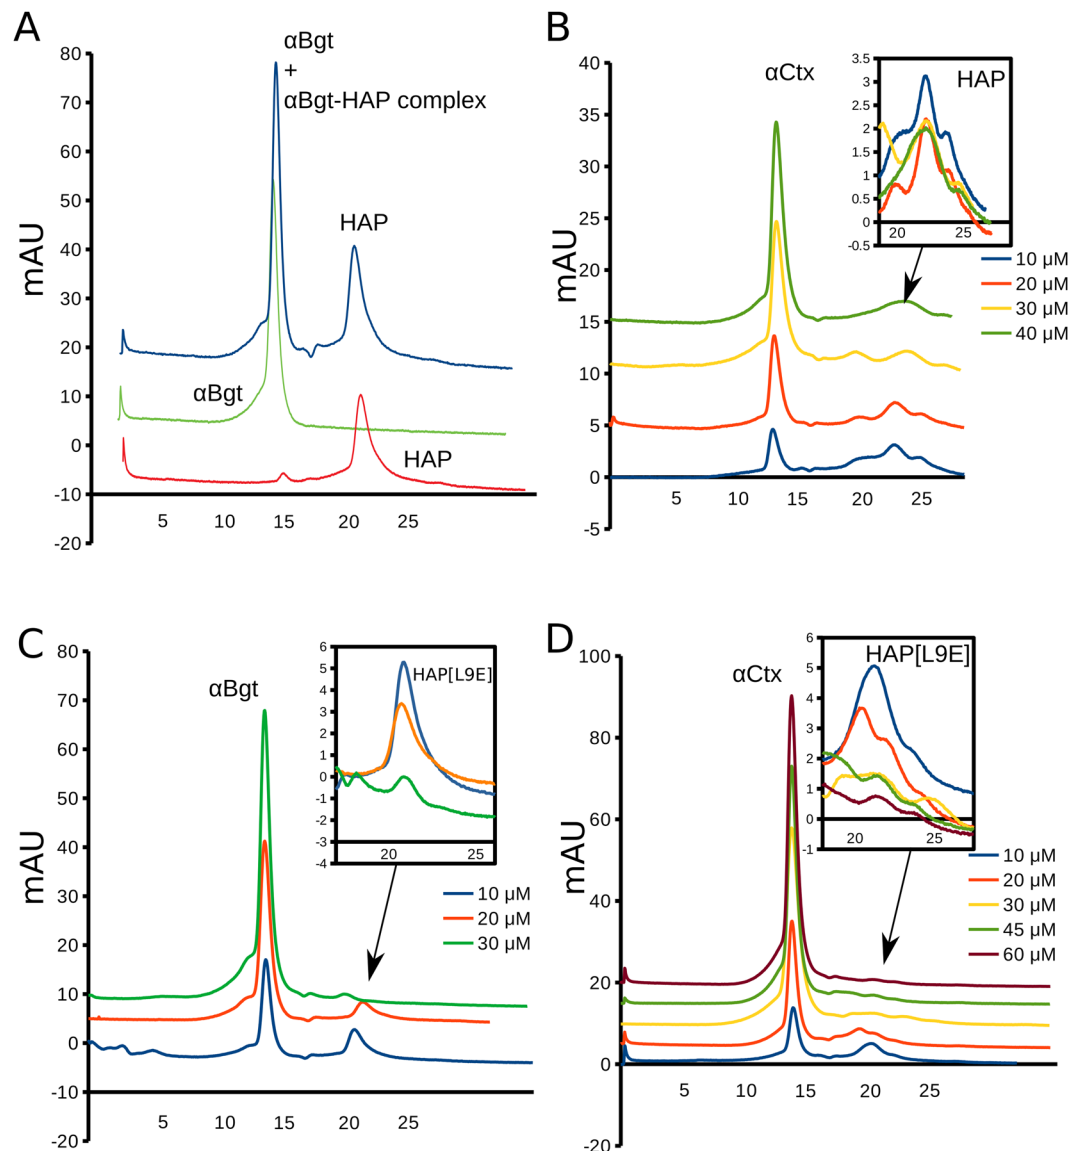 A
αBgt
+
αBgt-HAP complex
HAP
αBgt
HAP
mAU
80
70
60
50
40
30
20
10
0
-10
-20
5 10 15 20 25
B
αCtx
HAP
mAU
40
35
30
25
20
15
10
5
0
-5
5 10 15 20 25
3.5
3
2.5
2
1.5
1
0.5
0
-0.5
20 25
10 μM
20 μM
30 μM
40 μM
C
αBgt
HAP[L9E]
mAU
80
70
60
50
40
30
20
10
0
-10
-20
5 10 15 20 25
6
5
4
3
2
1
0
-1
-2
-3
-4
20 25
10 μM
20 μM
30 μM
D
αCtx
HAP[L9E]
mAU
100
80
60
40
20
0
-20
5 10 15 20 25
6
5
4
3
2
1
0
-1
20 25
10 μM
20 μM
30 μM
45 μM
60 μM